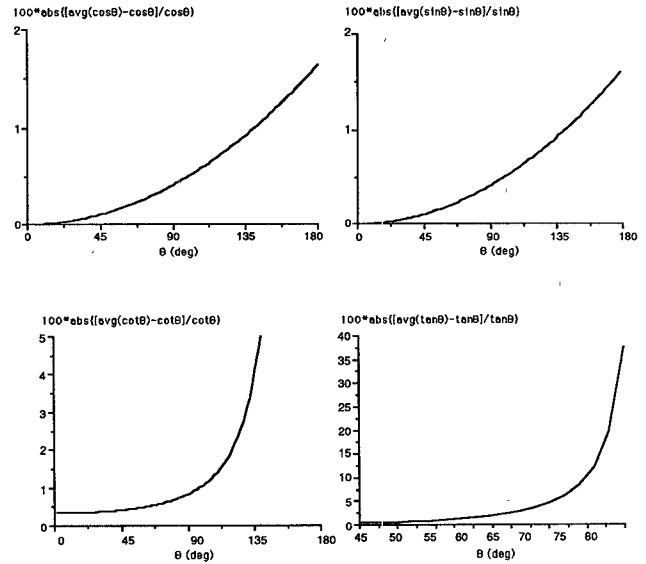 100*abs{[avg(cosθ)-cosθ]/cosθ}
2
1
0
0 45 90 135 180
θ (deg)
100*abs{[avg(sinθ)-sinθ]/sinθ}
2
1
0
0 45 90 135 180
θ (deg)
100*abs{[avg(cotθ)-cotθ]/cotθ}
5
4
3
2
1
0
0 45 90 135 180
θ (deg)
100*abs{[avg(tanθ)-tanθ]/tanθ}
40
35
30
25
20
15
10
5
0
45 50 55 60 65 70 75 80
θ (deg)